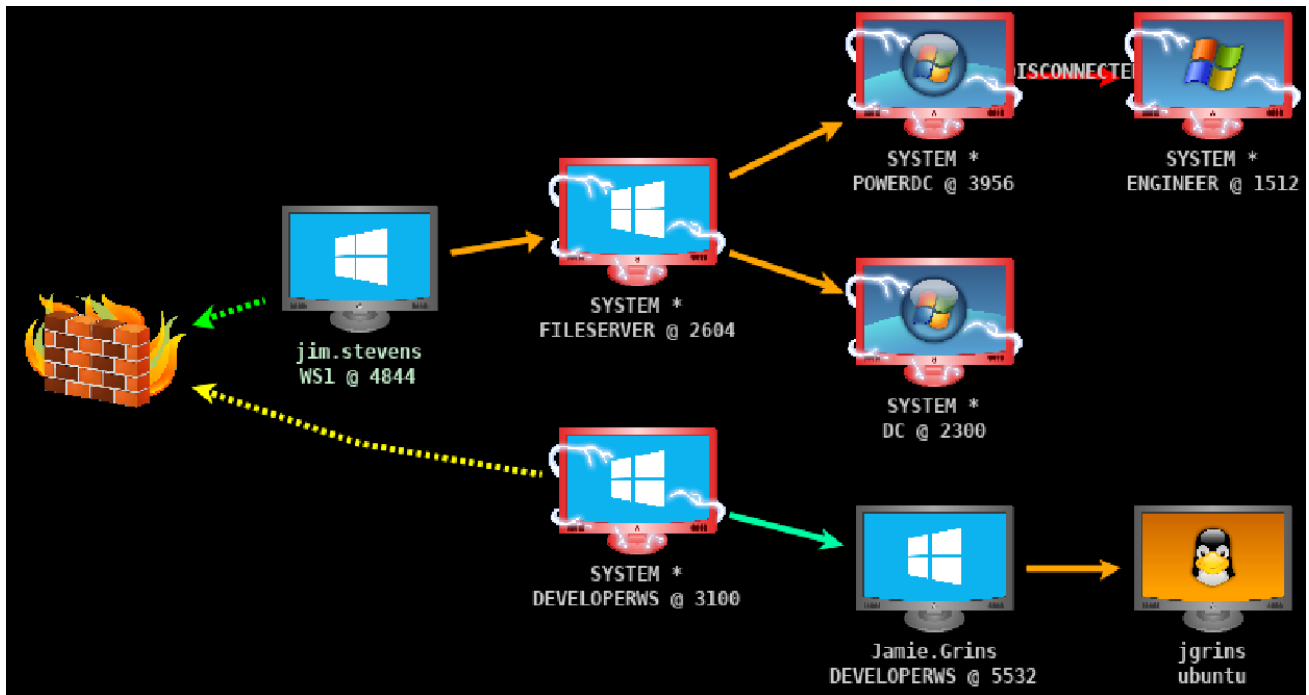 DISCONNECTED
SYSTEM *
POWERDC @ 3956
SYSTEM *
ENGINEER @ 1512
SYSTEM *
FILESERVER @ 2604
jim.stevens
WS1 @ 4844
SYSTEM *
DC @ 2300
SYSTEM *
DEVELOPERWS @ 3100
Jamie.Grins
DEVELOPERWS @ 5532
jgrins
ubuntu